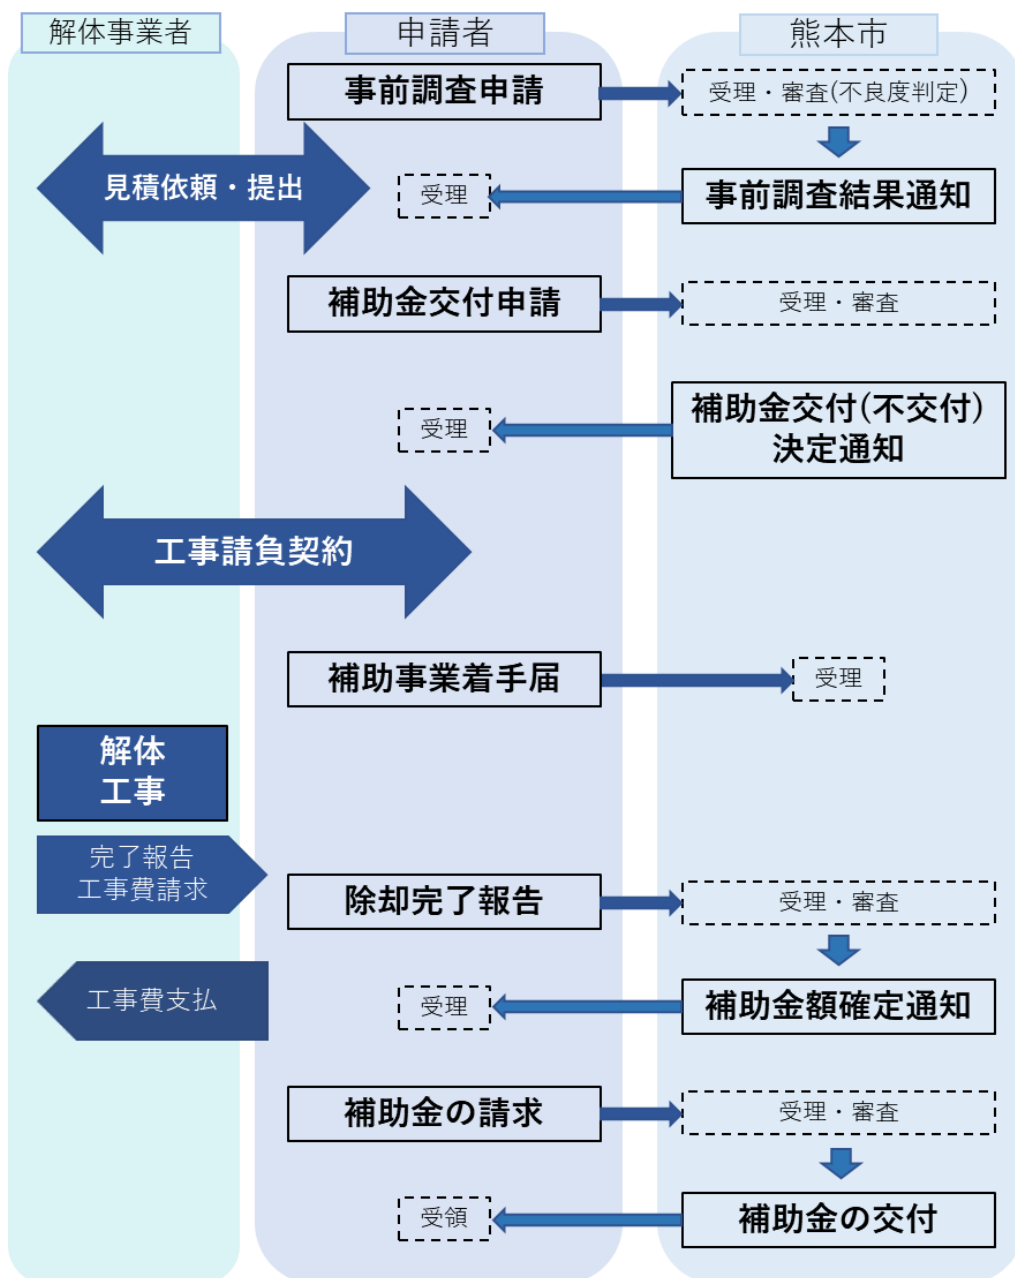 解体事業者
申請者
熊本市
事前調査申請
受理・審査(不良度判定)
見積依頼・提出
受理
事前調査結果通知
補助金交付申請
受理・審査
補助金交付(不交付)
決定通知
受理
工事請負契約
補助事業着手届
受理
解体
工事
完了報告
工事費請求
除却完了報告
受理・審査
工事費支払
受理
補助金額確定通知
補助金の請求
受理・審査
受領
補助金の交付